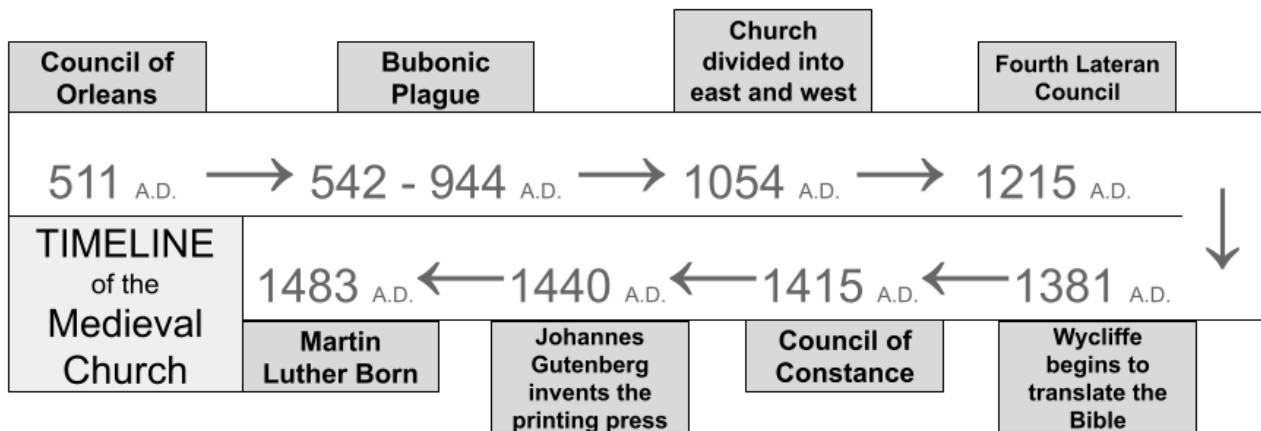 Council of
Orleans
Bubonic
Plague
Church
divided into
east and west
Fourth Lateran
Council
511 A.D.
542 - 944 A.D.
1054 A.D.
1215 A.D.
TIMELINE
of the
Medieval
Church
1483 A.D.
1440 A.D.
1415 A.D.
1381 A.D.
Martin
Luther Born
Johannes
Gutenberg
invents the
printing press
Council of
Constance
Wycliffe
begins to
translate the
Bible